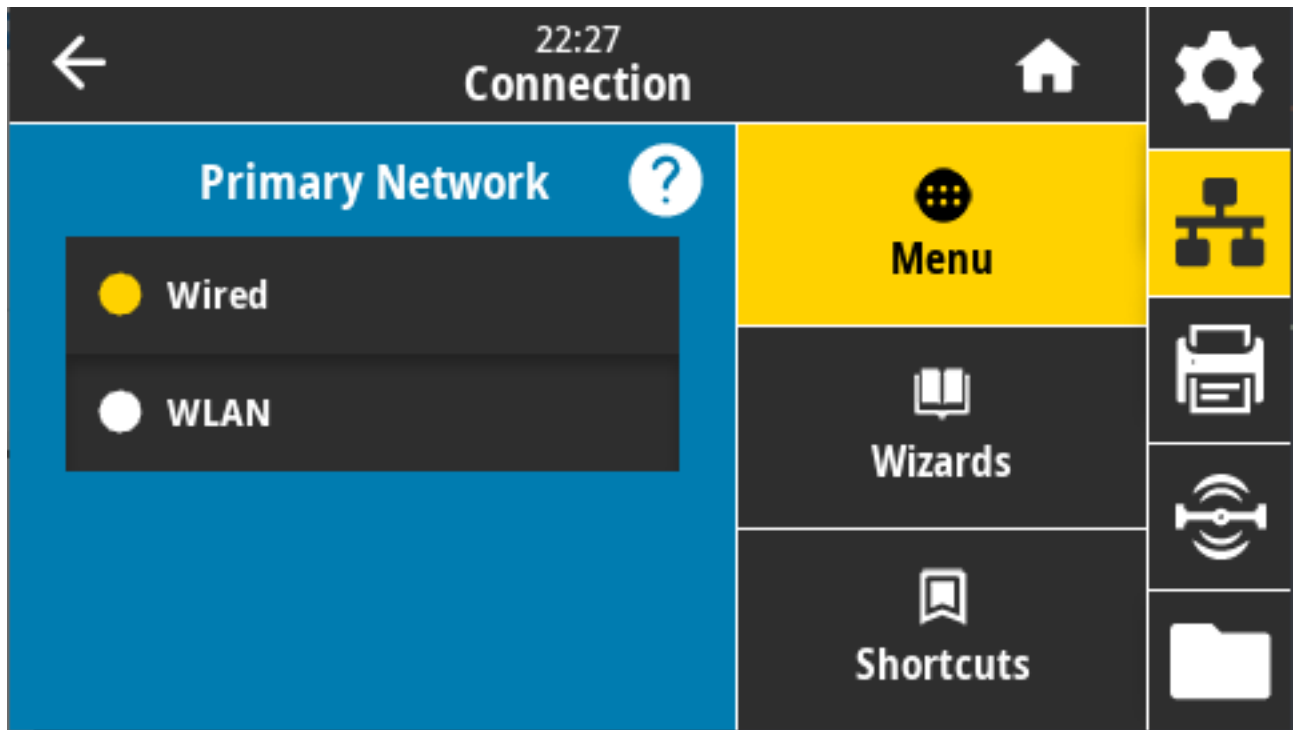 22:27
Connection
Primary Network
?
Wired
WLAN
Menu
Wizards
Shortcuts